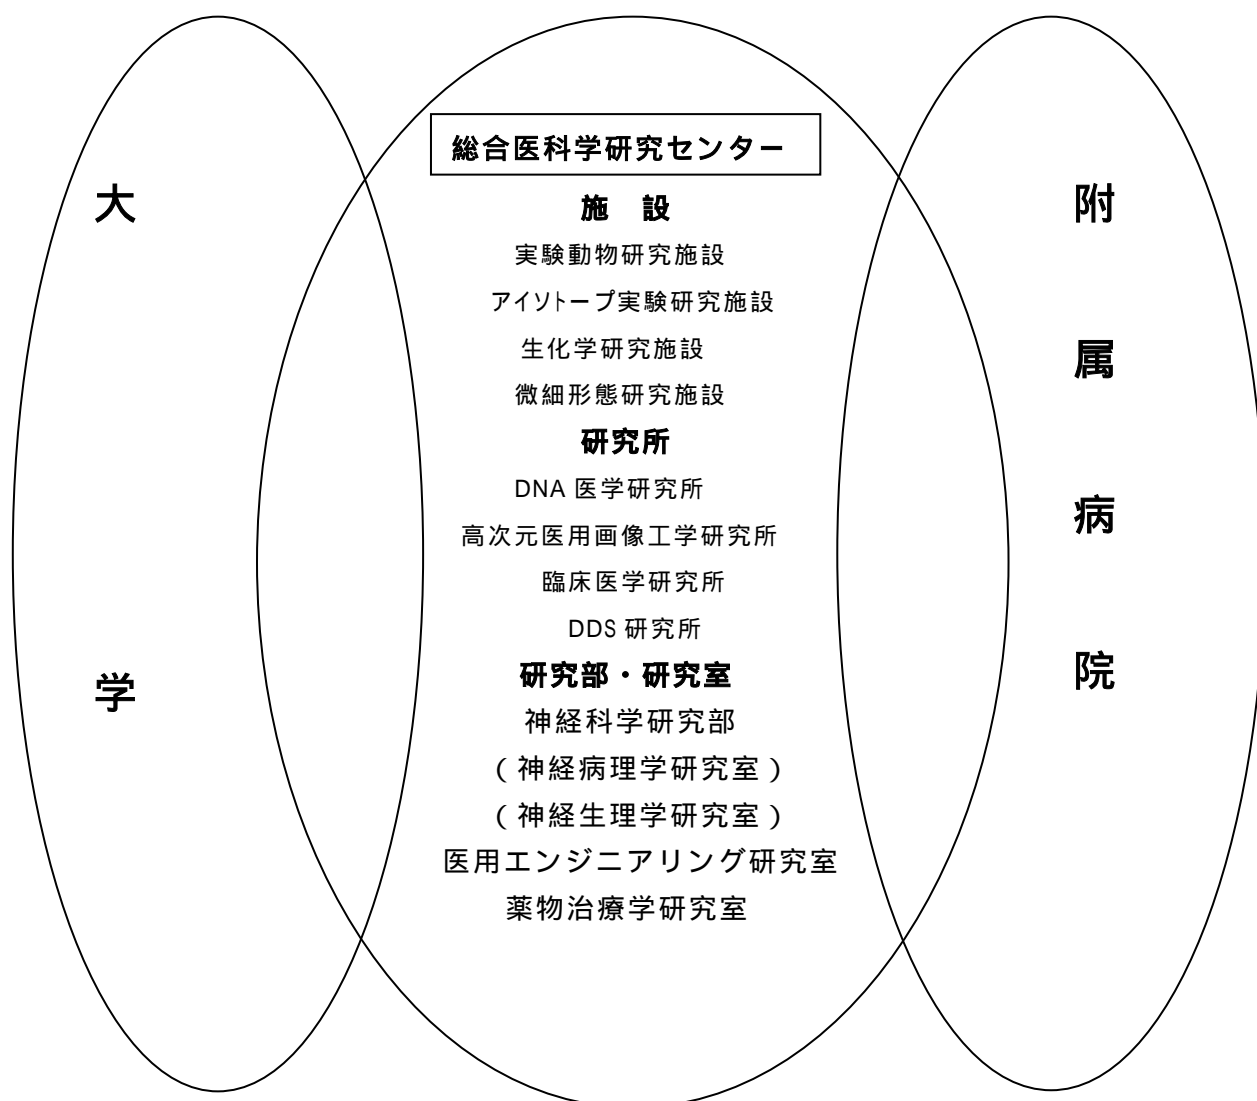 大学
総合医科学研究センター
施 設
実験動物研究施設
アイソトープ実験研究施設
生化学研究施設
微細形態研究施設
研究所
DNA 医学研究所
高次元医用画像工学研究所
臨床医学研究所
DDS 研究所
研究部・研究室
神経科学研究部
（神経病理学研究室）
（神経生理学研究室）
医用エンジニアリング研究室
薬物治療学研究室
附属病院